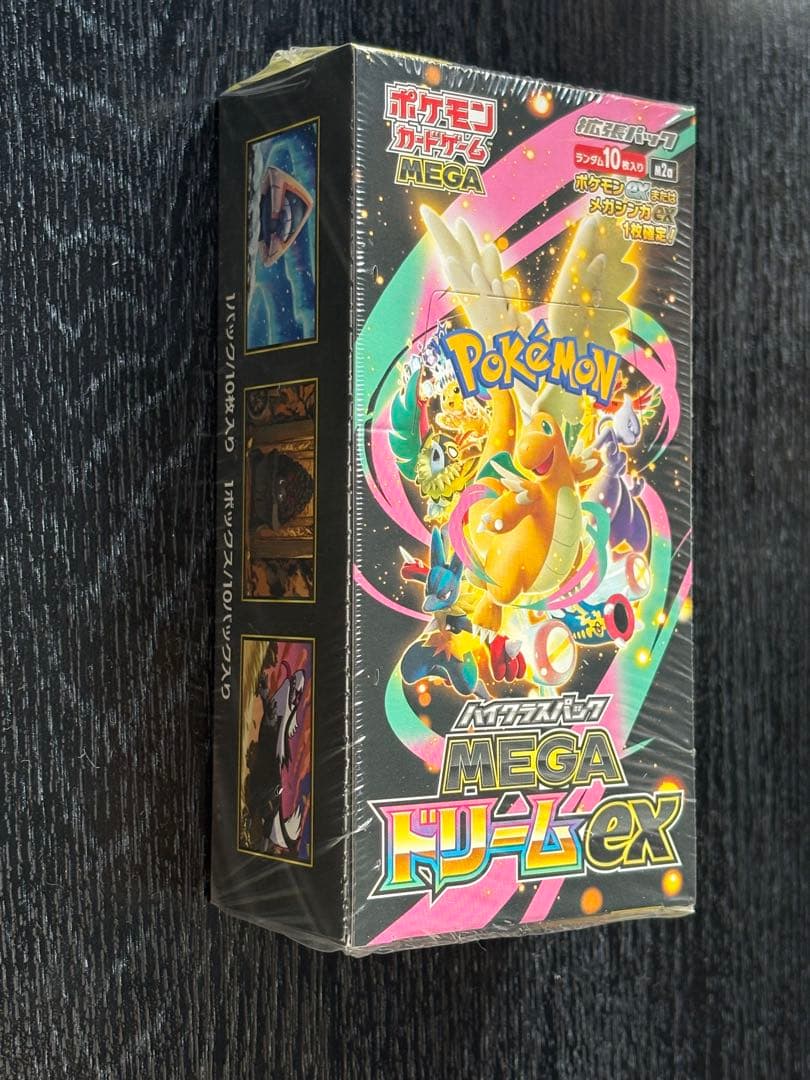 ポケモン
カードゲーム
MEGA
拡張パック
ランダム10枚入り
M2a
ポケモンexまたは
メガシンカex
1枚確定!
POKéMON
ハイクラスパック
MEGA
ドリームex
1パック/10枚入り 1ボックス/10パック入り